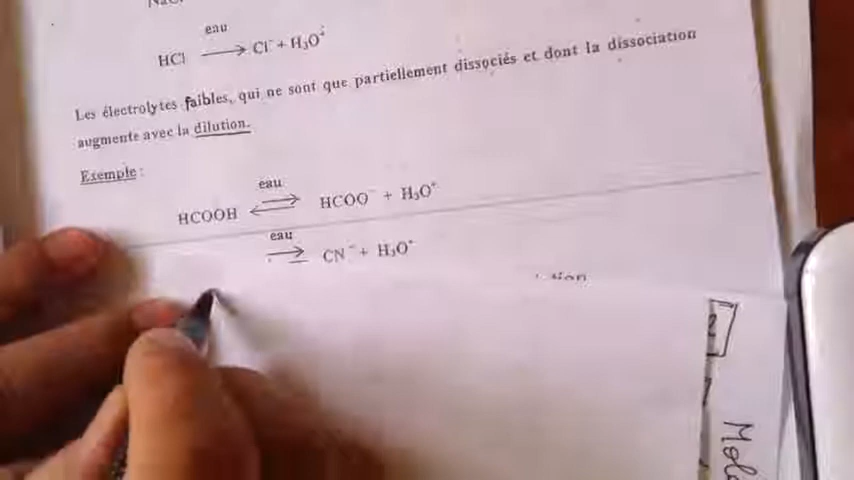 eau
HCl ⟶ Cl⁻ + H₃O⁺
Les électrolytes faibles, qui ne sont que partiellement dissociés et dont la dissociation
augmente avec la dilution.
Exemple :
eau
HCOOH ⇌ HCOO⁻ + H₃O⁺
eau
⇌ CN⁻ + H₃O⁺
2